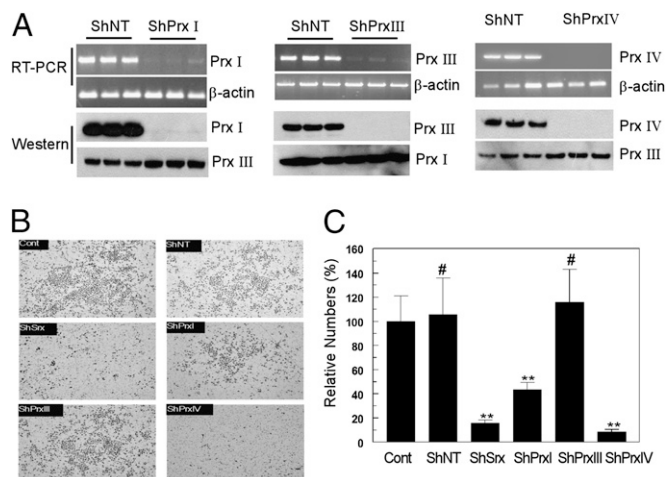 A
ShNT ShPrx I
RT-PCR
Prx I
β-actin
Western
Prx I
Prx III
ShNT ShPrxIII
Prx III
β-actin
Prx III
Prx I
ShNT ShPrxIV
Prx IV
β-actin
Prx IV
Prx III
B
Cont
ShNT
ShSrx
ShPrxI
ShPrxIII
ShPrxIV
C
Relative Numbers (%)
160
140
120
100
80
60
40
20
0
#
**
**
#
**
Cont ShNT ShSrx ShPrxI ShPrxIII ShPrxIV